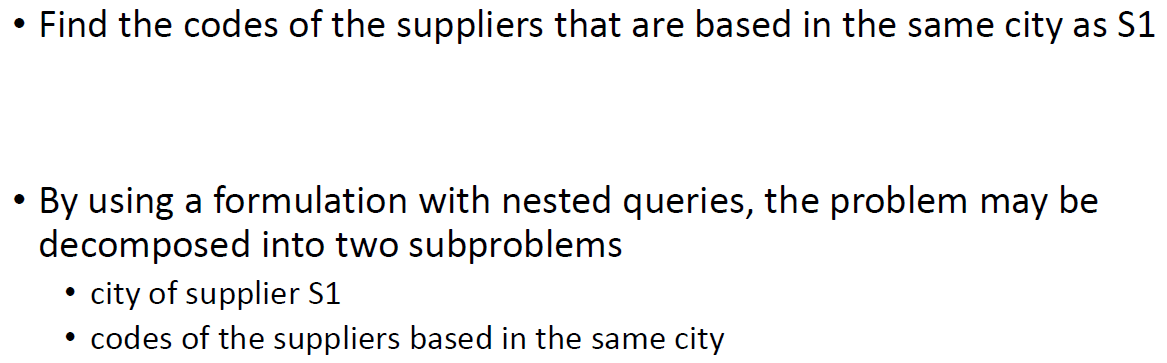 • Find the codes of the suppliers that are based in the same city as S1
• By using a formulation with nested queries, the problem may be
decomposed into two subproblems
• city of supplier S1
• codes of the suppliers based in the same city